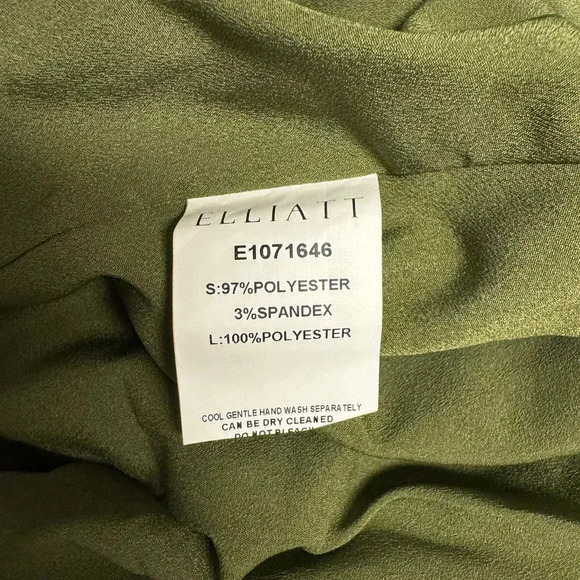 ELLIATT
E1071646
S:97%POLYESTER
3%SPANDEX
L:100%POLYESTER
COOL GENTLE HAND WASH SEPARATELY
CAN BE DRY CLEANED
DO NOT BLEACH